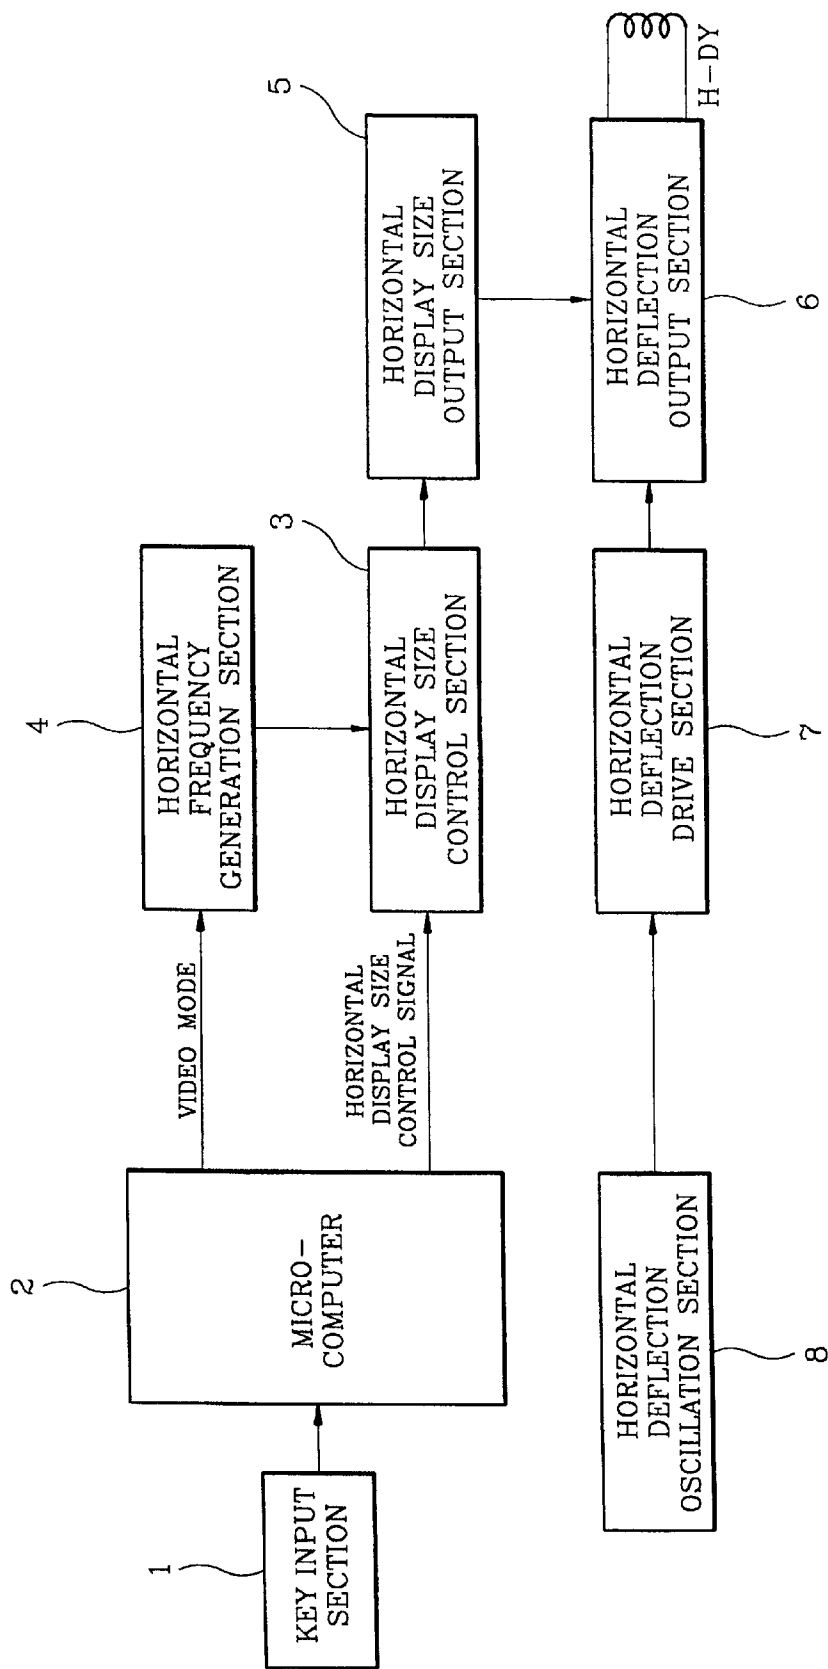 1
KEY INPUT
SECTION
2
MICRO-
COMPUTER
VIDEO MODE
HORIZONTAL
DISPLAY SIZE
CONTROL SIGNAL
4
HORIZONTAL
FREQUENCY
GENERATION SECTION
3
HORIZONTAL
DISPLAY SIZE
CONTROL SECTION
5
HORIZONTAL
DISPLAY SIZE
OUTPUT SECTION
HORIZONTAL
DEFLECTION
OSCILLATION SECTION
8
HORIZONTAL
DEFLECTION
DRIVE SECTION
7
HORIZONTAL
DEFLECTION
OUTPUT SECTION
6
H-DY